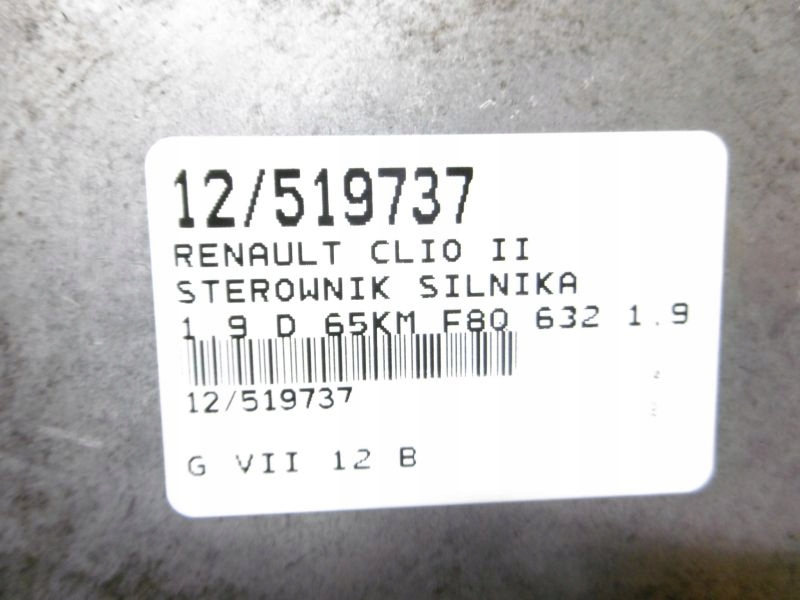 12/519737
RENAULT CLIO II
STEROWNIK SILNIKA
1.9 D 65KM F8Q 632 1.9
12/519737
G VII 12 B